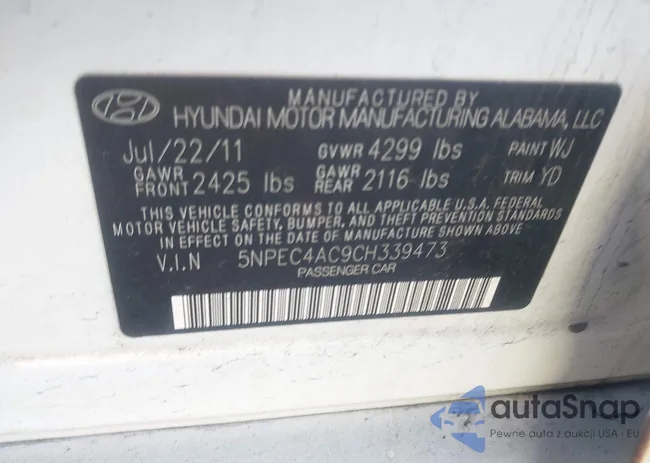 MANUFACTURED BY
HYUNDAI MOTOR MANUFACTURING ALABAMA, LLC
Jul/22/11 GVWR 4299 lbs PAINT WJ
GAWR FRONT 2425 lbs GAWR REAR 2116 lbs TRIM YD
THIS VEHICLE CONFORMS TO ALL APPLICABLE U.S.A. FEDERAL
MOTOR VEHICLE SAFETY, BUMPER, AND THEFT PREVENTION STANDARDS
IN EFFECT ON THE DATE OF MANUFACTURE SHOWN ABOVE
V.I.N 5NPEC4AC9CH339473
PASSENGER CAR
autaSnap
Pewne auta z aukcji USA - EU